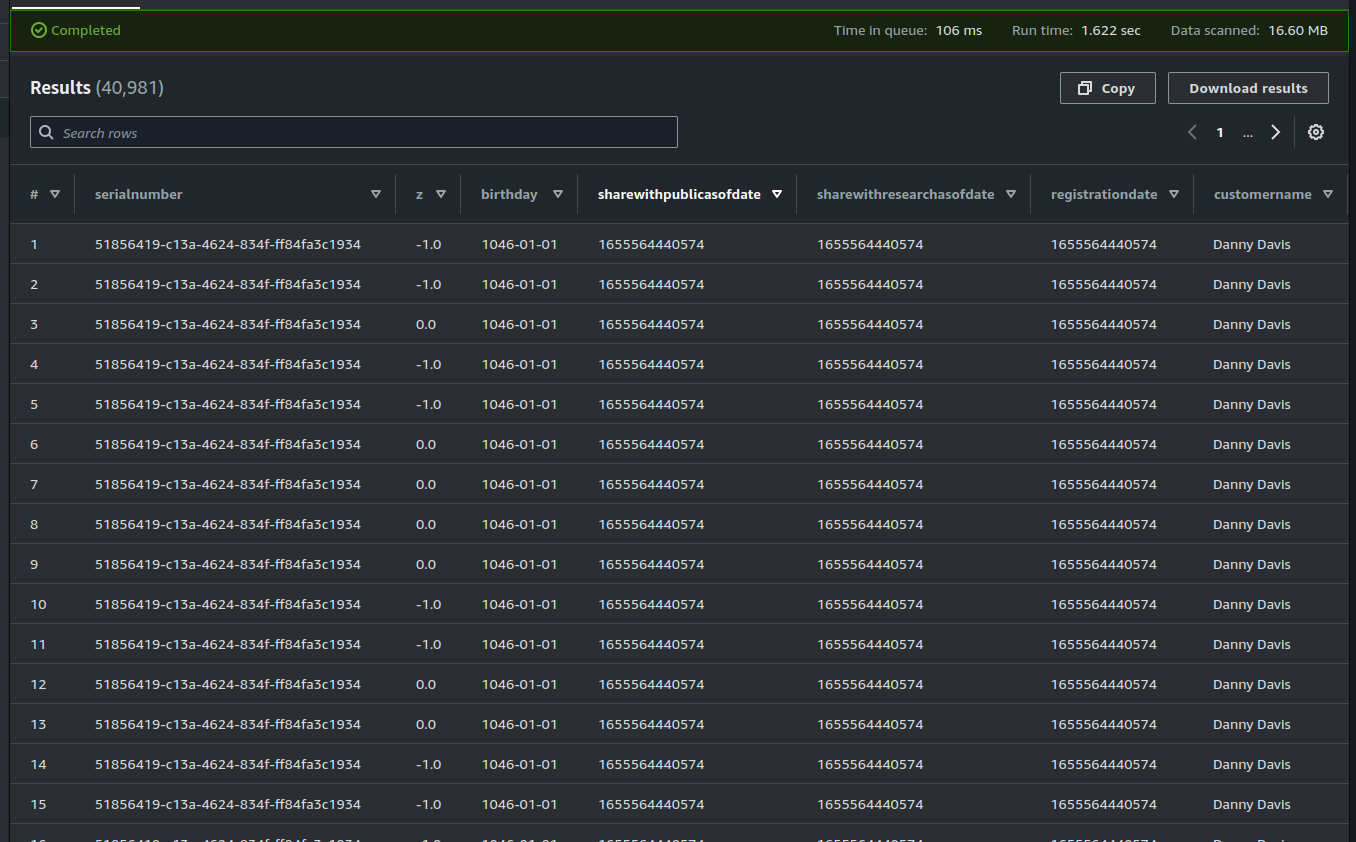 Completed Time in queue: 106 ms Run time: 1.622 sec Data scanned: 16.60 MB
Results (40,981) Copy Download results
Search rows 1 ...
# serialnumber z birthday sharewithpublicasofdate sharewithresearchasofdate registrationdate customername
1 51856419-c13a-4624-834f-ff84fa3c1934 -1.0 1046-01-01 1655564440574 1655564440574 1655564440574 Danny Davis
2 51856419-c13a-4624-834f-ff84fa3c1934 -1.0 1046-01-01 1655564440574 1655564440574 1655564440574 Danny Davis
3 51856419-c13a-4624-834f-ff84fa3c1934 0.0 1046-01-01 1655564440574 1655564440574 1655564440574 Danny Davis
4 51856419-c13a-4624-834f-ff84fa3c1934 -1.0 1046-01-01 1655564440574 1655564440574 1655564440574 Danny Davis
5 51856419-c13a-4624-834f-ff84fa3c1934 -1.0 1046-01-01 1655564440574 1655564440574 1655564440574 Danny Davis
6 51856419-c13a-4624-834f-ff84fa3c1934 0.0 1046-01-01 1655564440574 1655564440574 1655564440574 Danny Davis
7 51856419-c13a-4624-834f-ff84fa3c1934 0.0 1046-01-01 1655564440574 1655564440574 1655564440574 Danny Davis
8 51856419-c13a-4624-834f-ff84fa3c1934 0.0 1046-01-01 1655564440574 1655564440574 1655564440574 Danny Davis
9 51856419-c13a-4624-834f-ff84fa3c1934 0.0 1046-01-01 1655564440574 1655564440574 1655564440574 Danny Davis
10 51856419-c13a-4624-834f-ff84fa3c1934 -1.0 1046-01-01 1655564440574 1655564440574 1655564440574 Danny Davis
11 51856419-c13a-4624-834f-ff84fa3c1934 -1.0 1046-01-01 1655564440574 1655564440574 1655564440574 Danny Davis
12 51856419-c13a-4624-834f-ff84fa3c1934 0.0 1046-01-01 1655564440574 1655564440574 1655564440574 Danny Davis
13 51856419-c13a-4624-834f-ff84fa3c1934 0.0 1046-01-01 1655564440574 1655564440574 1655564440574 Danny Davis
14 51856419-c13a-4624-834f-ff84fa3c1934 -1.0 1046-01-01 1655564440574 1655564440574 1655564440574 Danny Davis
15 51856419-c13a-4624-834f-ff84fa3c1934 -1.0 1046-01-01 1655564440574 1655564440574 1655564440574 Danny Davis